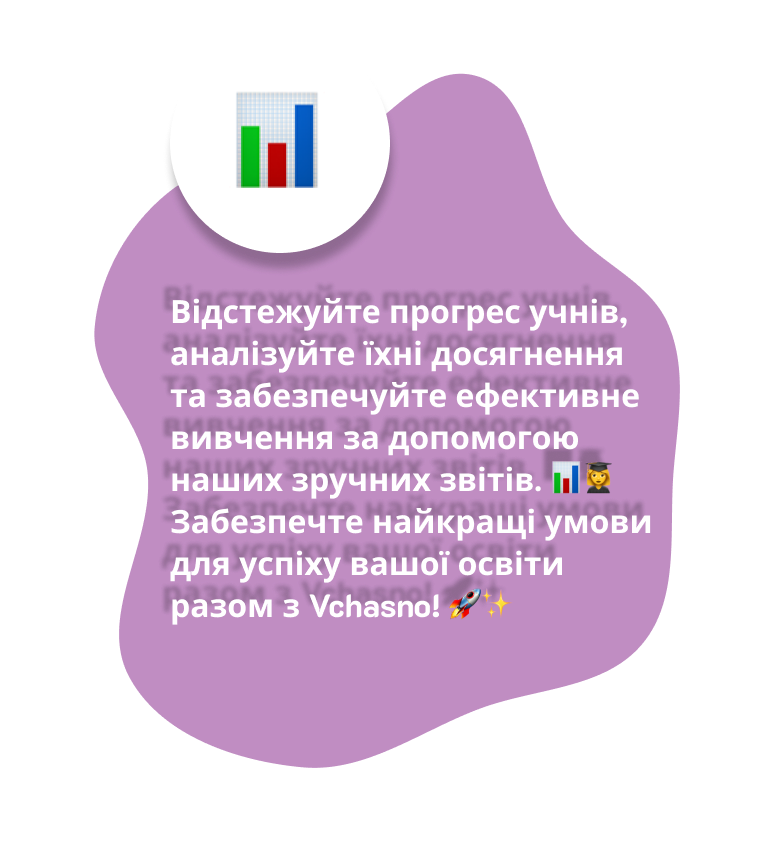 Відстежуйте прогрес учнів,
аналізуйте їхні досягнення
та забезпечуйте ефективне
вивчення за допомогою
наших зручних звітів. 📊👩‍🎓
Забезпечте найкращі умови
для успіху вашої освіти
разом з Vchasno! 🚀✨